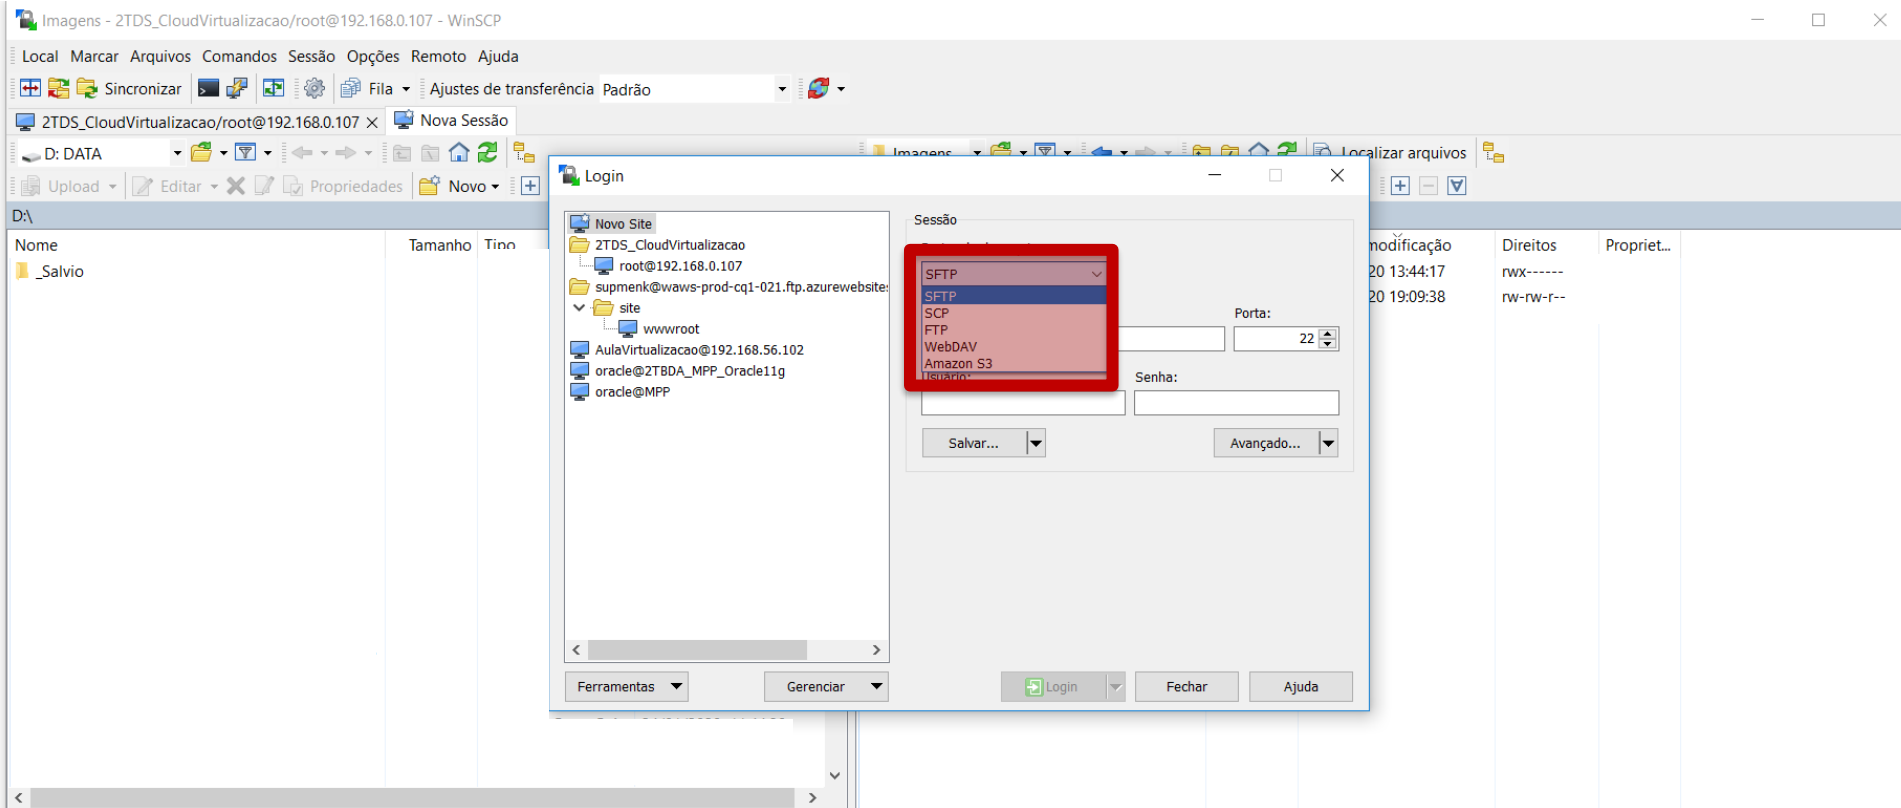 Imagens - 2TDS_CloudVirtualizacao/root@192.168.0.107 - WinSCP
Local Marcar Arquivos Comandos Sessão Opções Remoto Ajuda
Sincronizar Fila Ajustes de transferência Padrão
2TDS_CloudVirtualizacao/root@192.168.0.107 × Nova Sessão
D: DATA Imagens Localizar arquivos
Upload Editar Propriedades Novo
D:\
Nome Tamanho Tipo
_Salvio
modificação Direitos Propriet...
20 13:44:17 rwx------
20 19:09:38 rw-rw-r--
Login
Novo Site
2TDS_CloudVirtualizacao
root@192.168.0.107
supmenk@waws-prod-cq1-021.ftp.azurewebsite
site
wwwroot
AulaVirtualizacao@192.168.56.102
oracle@2TBDA_MPP_Oracle11g
oracle@MPP
Sessão
SFTP
SFTP
SCP
FTP
WebDAV
Amazon S3
Porta:
22
Usuário:
Senha:
Salvar... Avançado...
Ferramentas Gerenciar Login Fechar Ajuda